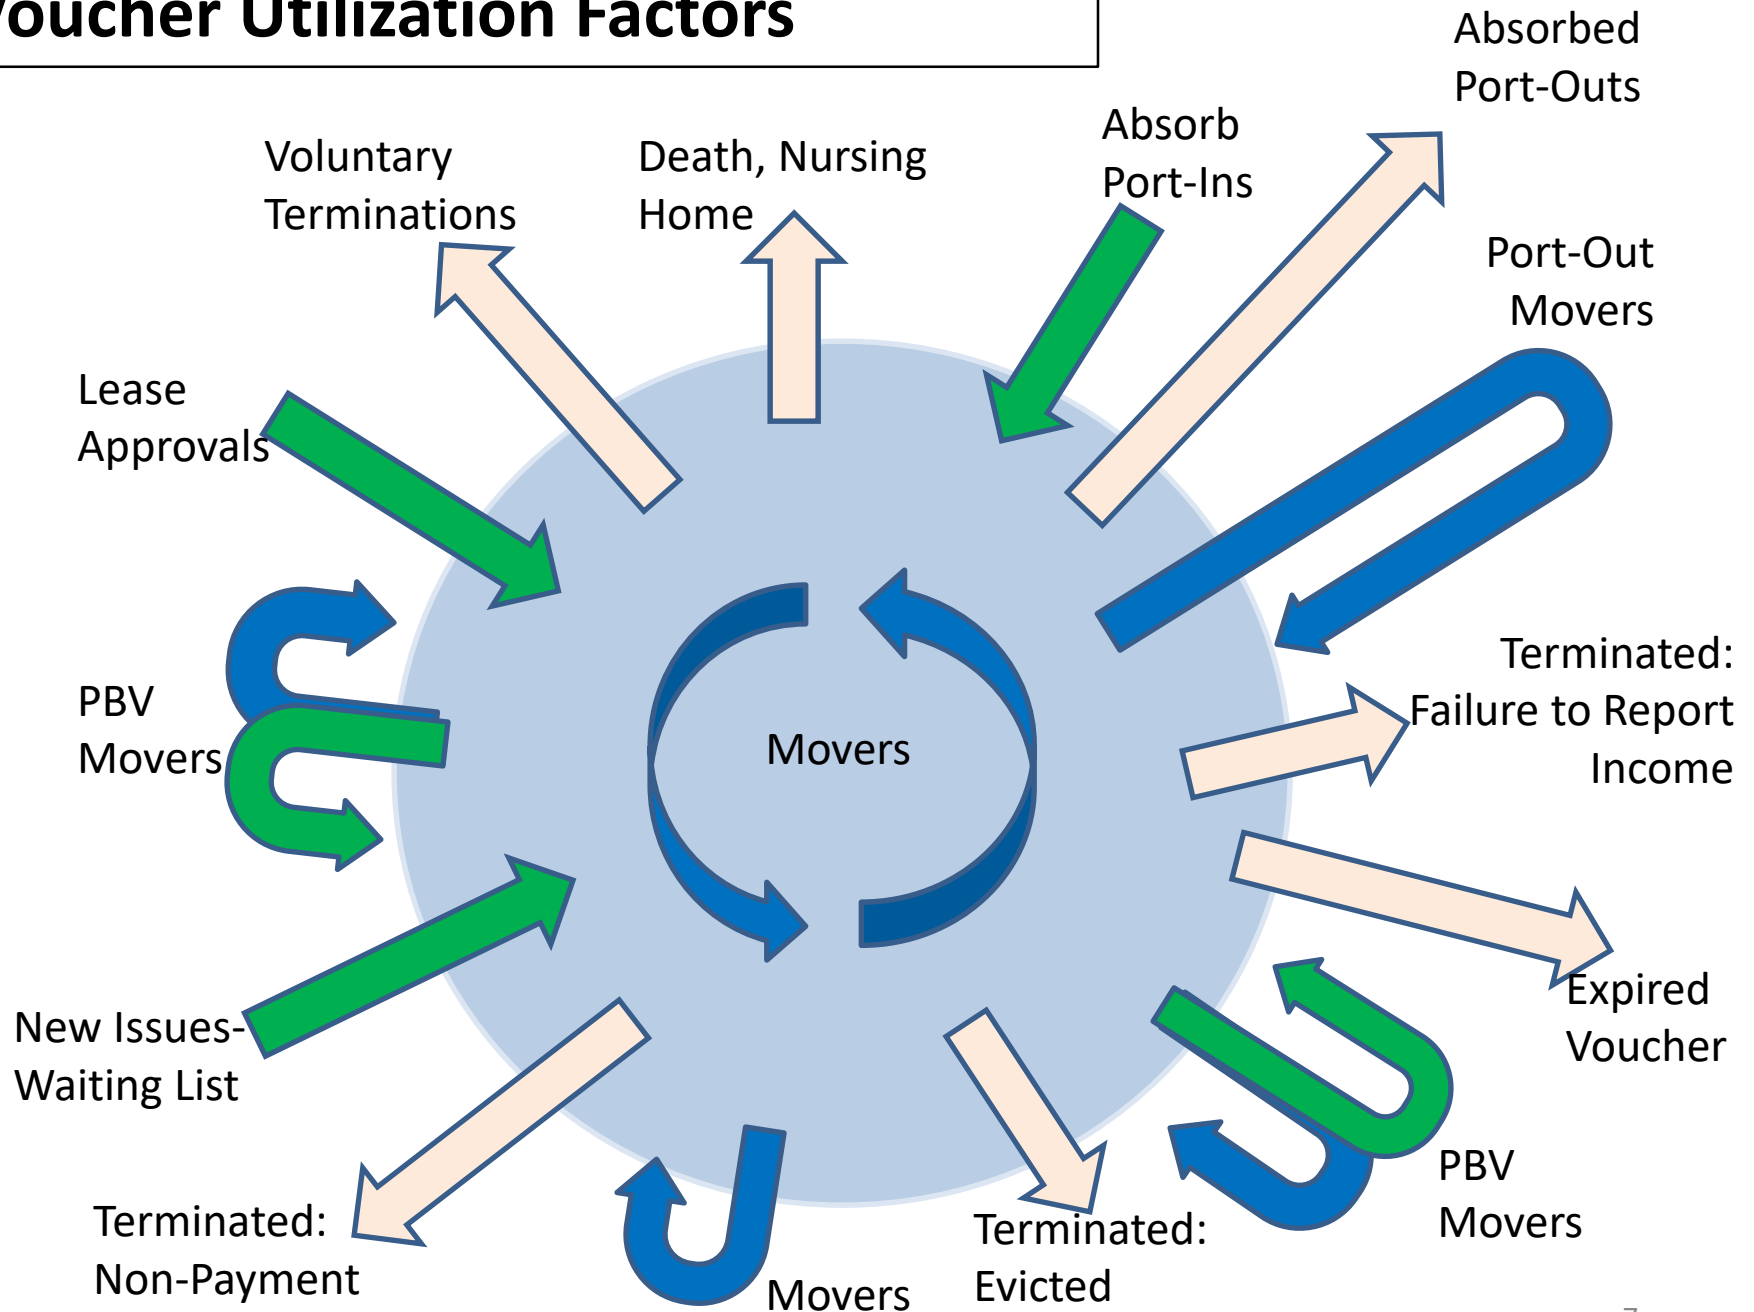 Voucher Utilization Factors
Absorbed
Port-Outs
Absorb
Port-Ins
Voluntary
Terminations
Death, Nursing
Home
Port-Out
Movers
Lease
Approvals
Terminated:
Failure to Report
Income
PBV
Movers
Movers
Expired
Voucher
New Issues-
Waiting List
PBV
Movers
Terminated:
Non-Payment
Terminated:
Evicted
Movers